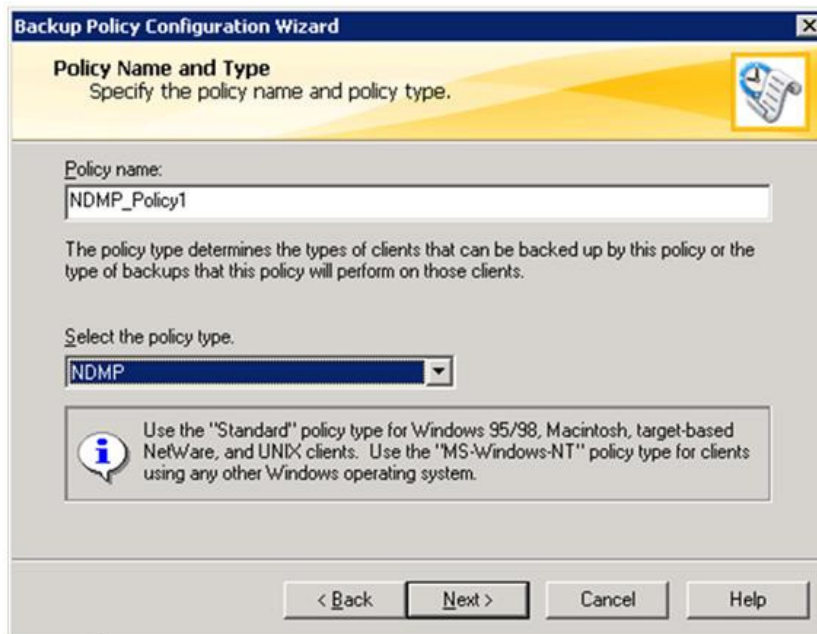 Backup Policy Configuration Wizard
Policy Name and Type
Specify the policy name and policy type.
Policy name:
NDMP_Policy1
The policy type determines the types of clients that can be backed up by this policy or the
type of backups that this policy will perform on those clients.
Select the policy type.
NDMP
Use the "Standard" policy type for Windows 95/98, Macintosh, target-based
NetWare, and UNIX clients. Use the "MS-Windows-NT" policy type for clients
using any other Windows operating system.
< Back Next > Cancel Help